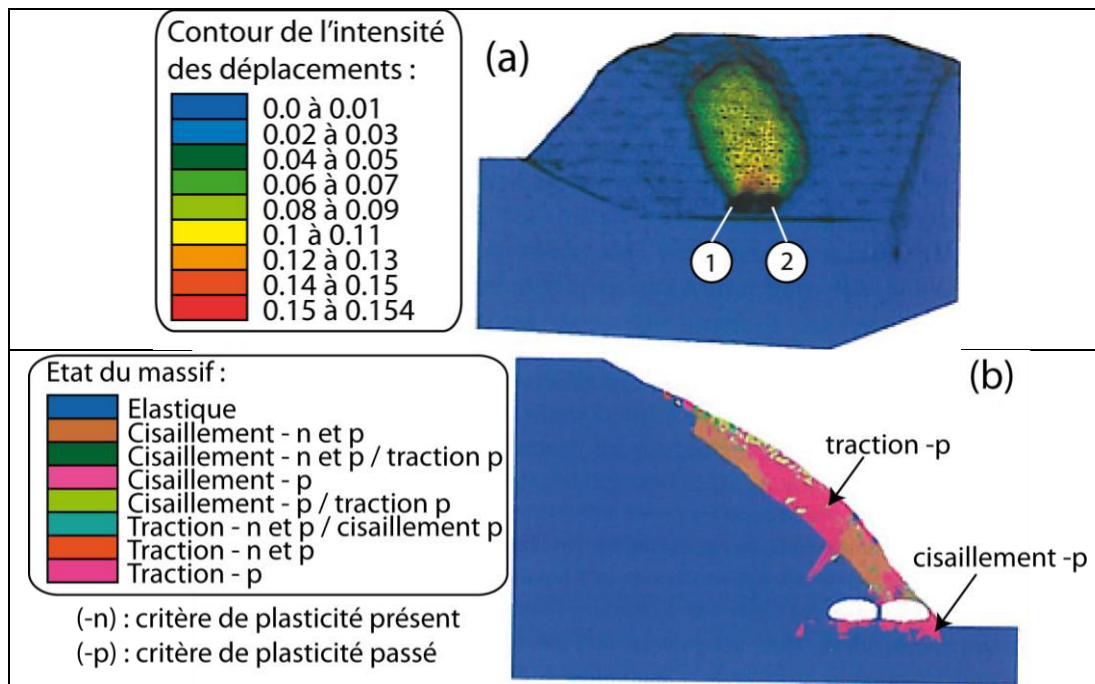 Contour de l'intensité
des déplacements :
0.0 à 0.01
0.02 à 0.03
0.04 à 0.05
0.06 à 0.07
0.08 à 0.09
0.1 à 0.11
0.12 à 0.13
0.14 à 0.15
0.15 à 0.154
(a)
1
2
Etat du massif :
Elastique
Cisaillement - n et p
Cisaillement - n et p / traction p
Cisaillement - p
Cisaillement - p / traction p
Traction - n et p / cisaillement p
Traction - n et p
Traction - p
(-n) : critère de plasticité présent
(-p) : critère de plasticité passé
(b)
traction -p
cisaillement -p